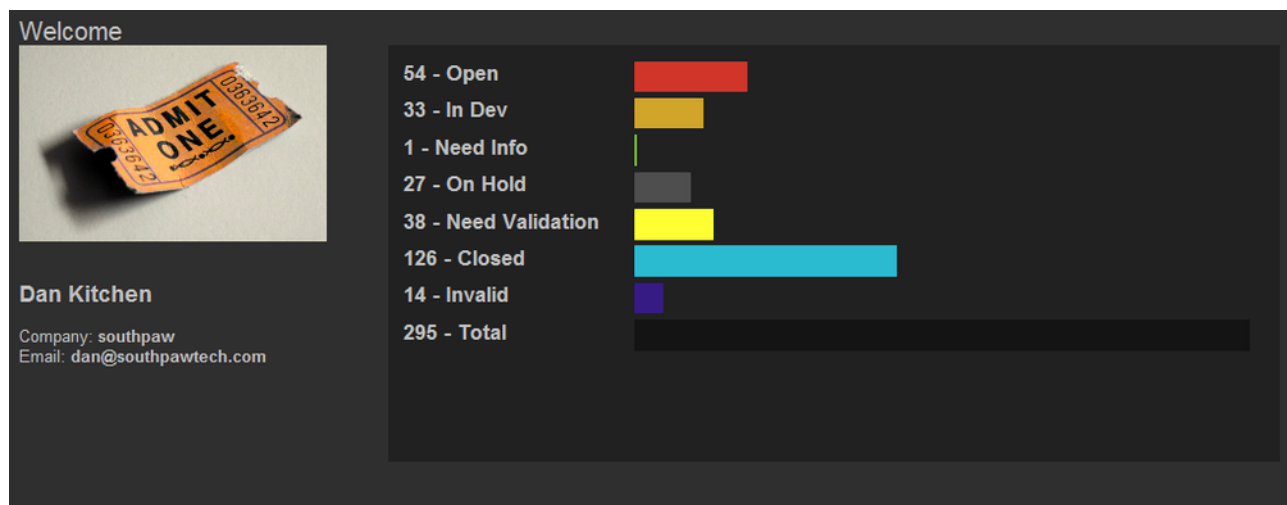 Welcome
0363642
ADMIT
ONE
0363642
Dan Kitchen
Company: southpaw
Email: dan@southpawtech.com
54 - Open
33 - In Dev
1 - Need Info
27 - On Hold
38 - Need Validation
126 - Closed
14 - Invalid
295 - Total